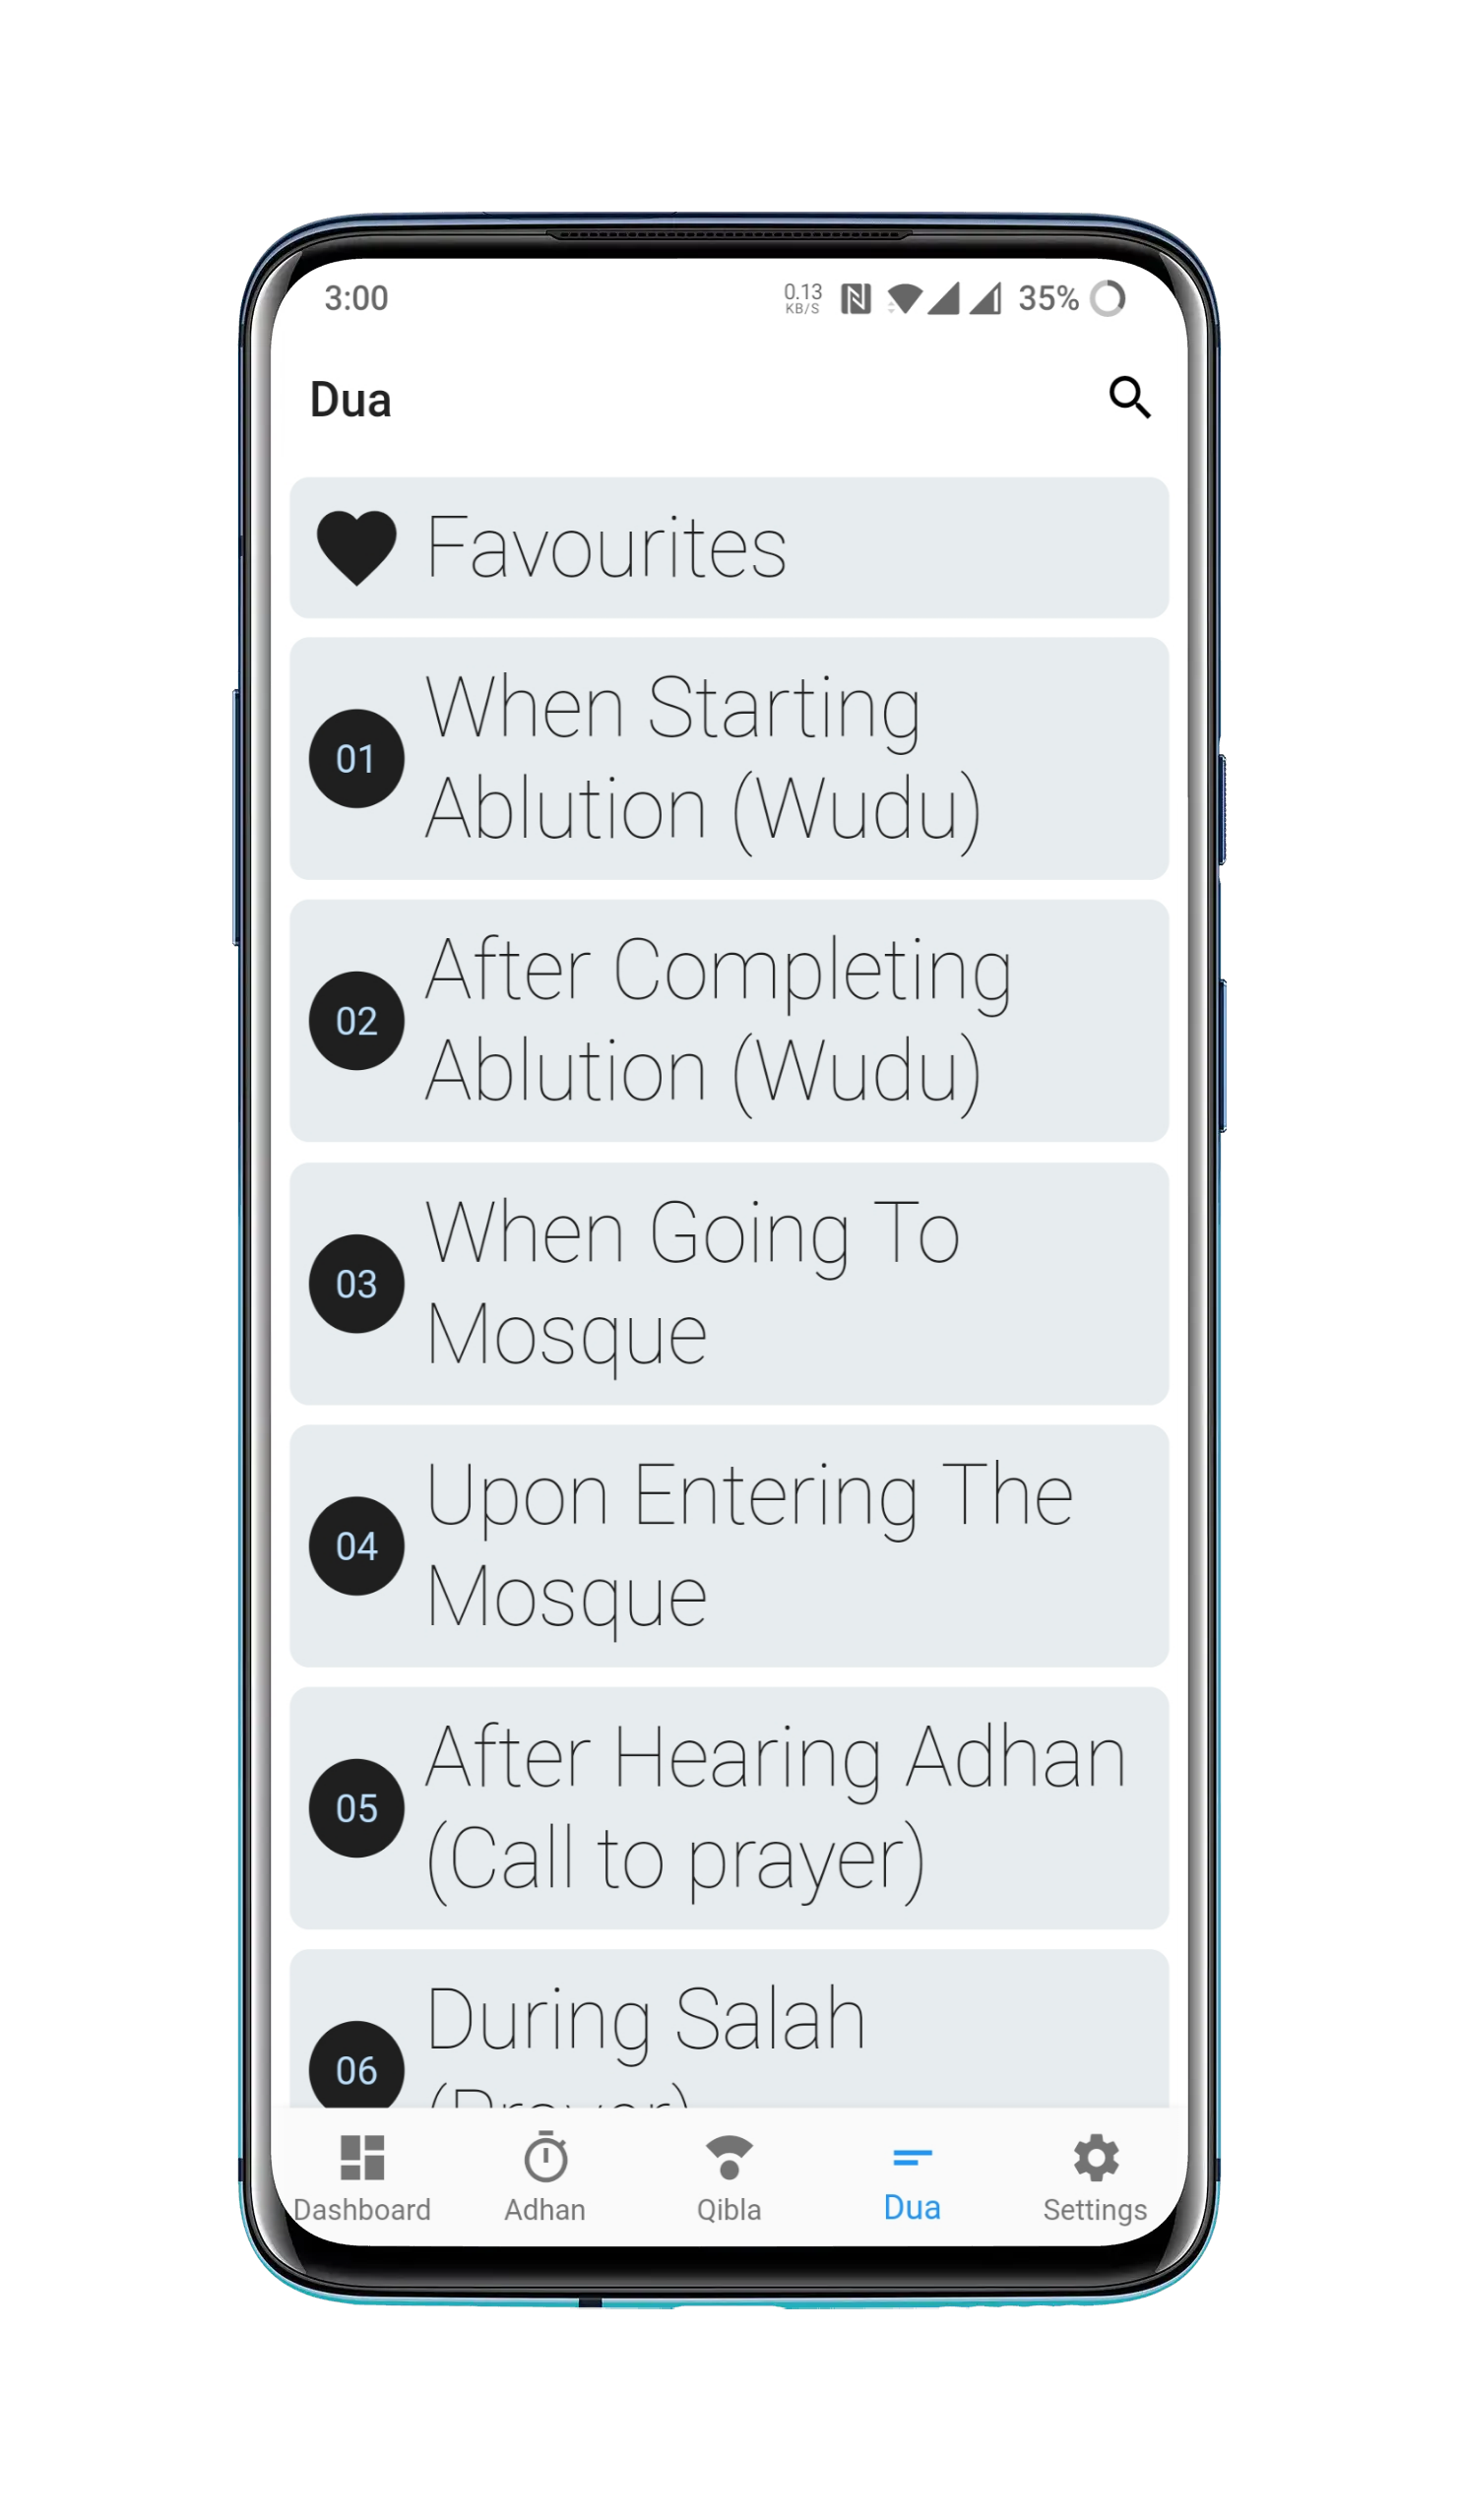 3:00 0.13 KB/S 35%
Dua
Favourites
01 When Starting
Ablution (Wudu)
02 After Completing
Ablution (Wudu)
03 When Going To
Mosque
04 Upon Entering The
Mosque
05 After Hearing Adhan
(Call to prayer)
06 During Salah
(Prayer)
Dashboard Adhan Qibla Dua Settings